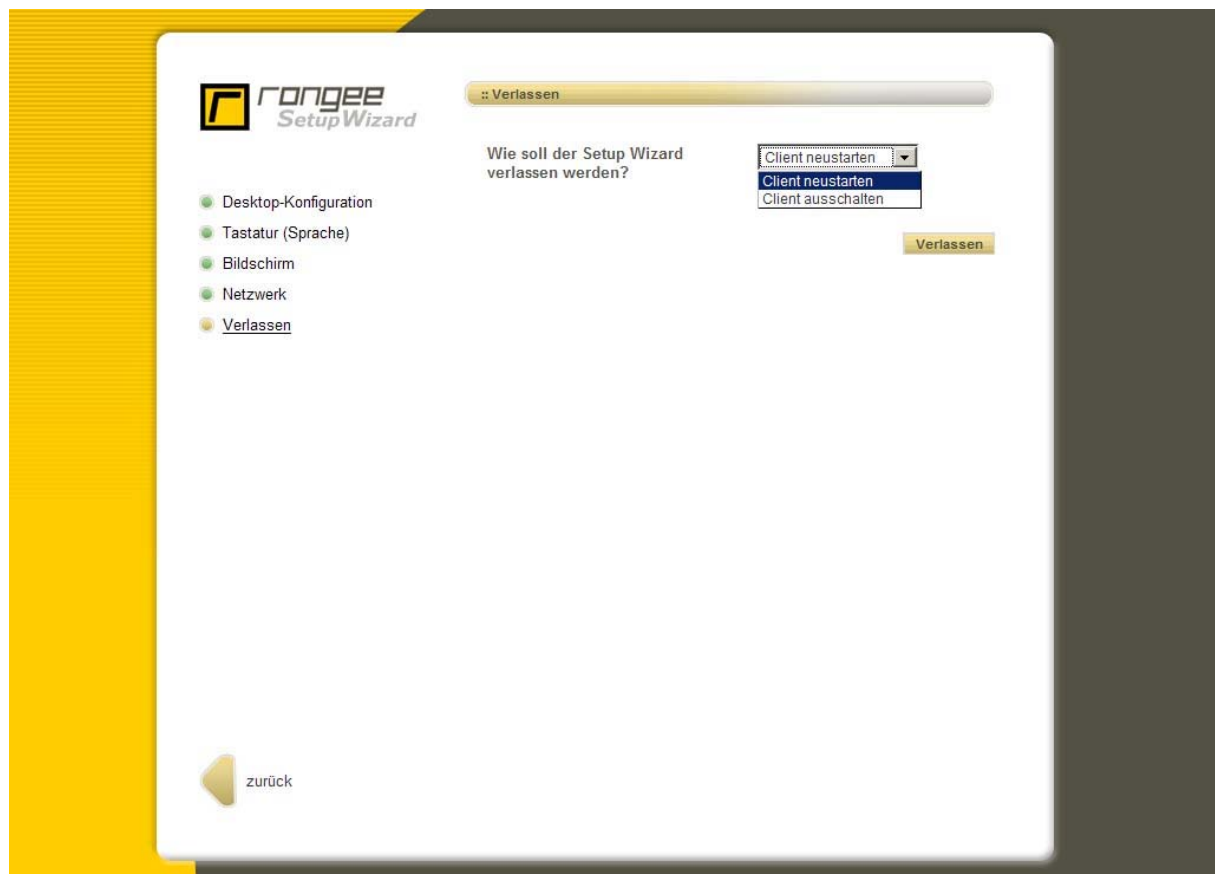 rangee
SetupWizard
:: Verlassen
Wie soll der Setup Wizard
verlassen werden?
Client neustarten
Client neustarten
Client ausschalten
Verlassen
Desktop-Konfiguration
Tastatur (Sprache)
Bildschirm
Netzwerk
Verlassen
zurück